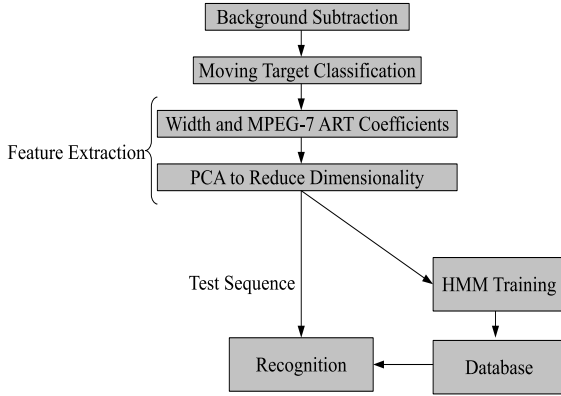 Background Subtraction
Moving Target Classification
Width and MPEG-7 ART Coefficients
Feature Extraction
PCA to Reduce Dimensionality
Test Sequence
HMM Training
Recognition
Database